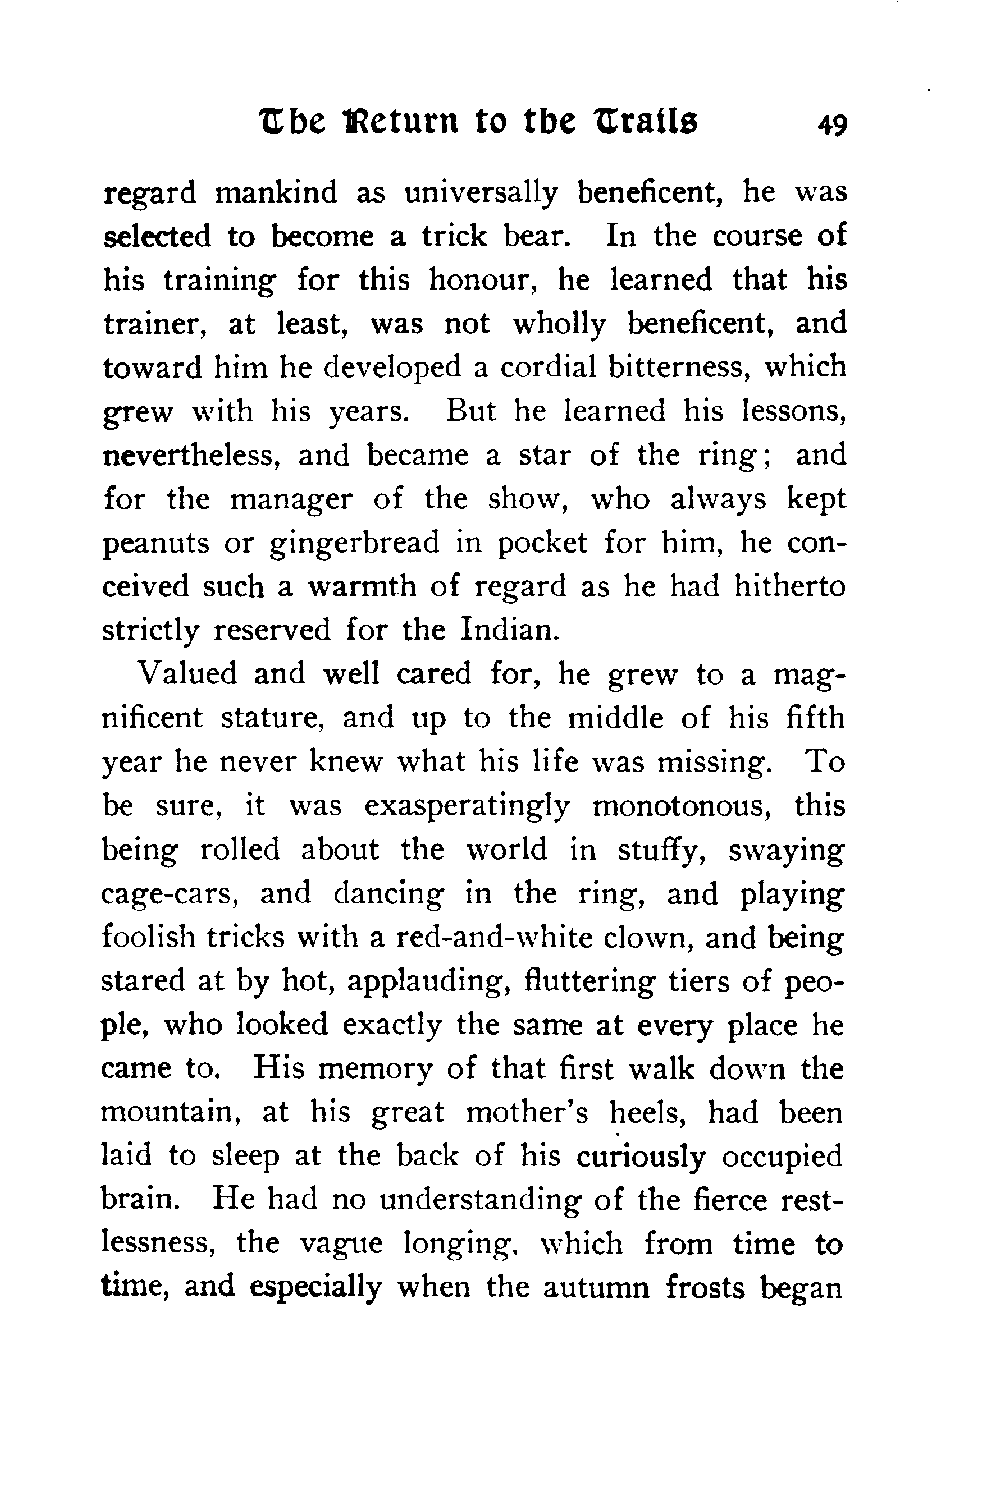 The Return to the Trails 49
regard mankind as universally beneficent, he was
selected to become a trick bear. In the course of
his training for this honour, he learned that his
trainer, at least, was not wholly beneficent, and
toward him he developed a cordial bitterness, which
grew with his years. But he learned his lessons,
nevertheless, and became a star of the ring; and
for the manager of the show, who always kept
peanuts or gingerbread in pocket for him, he con-
ceived such a warmth of regard as he had hitherto
strictly reserved for the Indian.
Valued and well cared for, he grew to a mag-
nificent stature, and up to the middle of his fifth
year he never knew what his life was missing. To
be sure, it was exasperatingly monotonous, this
being rolled about the world in stuffy, swaying
cage-cars, and dancing in the ring, and playing
foolish tricks with a red-and-white clown, and being
stared at by hot, applauding, fluttering tiers of peo-
ple, who looked exactly the same at every place he
came to. His memory of that first walk down the
mountain, at his great mother's heels, had been
laid to sleep at the back of his curiously occupied
brain. He had no understanding of the fierce rest-
lessness, the vague longing, which from time to
time, and especially when the autumn frosts began